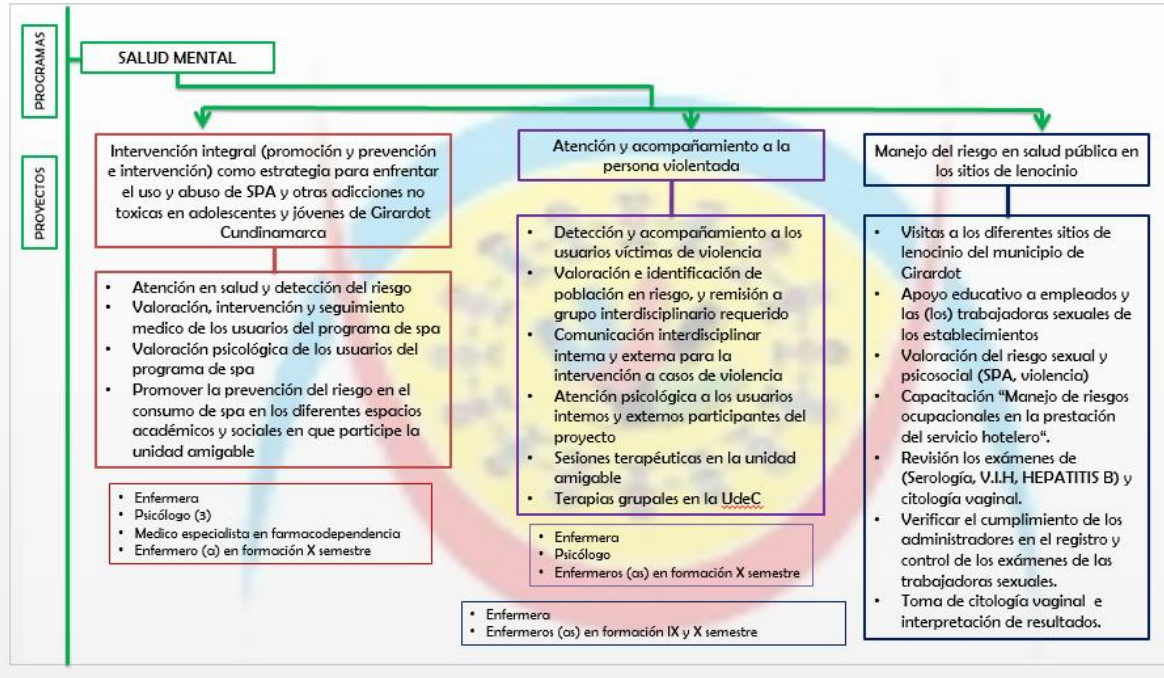 PROGRAMAS
SALUD MENTAL
PROYECTOS
Intervención integral (promoción y prevención
e intervención) como estrategia para enfrentar
el uso y abuso de SPA y otras adicciones no
toxicas en adolescentes y jóvenes de Girardot
Cundinamarca
• Atención en salud y detección del riesgo
• Valoración, intervención y seguimiento
medico de los usuarios del programa de spa
• Valoración psicológica de los usuarios del
programa de spa
• Promover la prevención del riesgo en el
consumo de spa en los diferentes espacios
académicos y sociales en que participe la
unidad amigable
• Enfermera
• Psicólogo (3)
• Medico especialista en farmacodependencia
• Enfermero (a) en formación X semestre
Atención y acompañamiento a la
persona violentada
• Detección y acompañamiento a los
usuarios víctimas de violencia
• Valoración e identificación de
población en riesgo, y remisión a
grupo interdisciplinario requerido
• Comunicación interdisciplinar
interna y externa para la
intervención a casos de violencia
• Atención psicológica a los usuarios
internos y externos participantes del
proyecto
• Sesiones terapéuticas en la unidad
amigable
• Terapias grupales en la UdeC
• Enfermera
• Psicólogo
• Enfermeros (as) en formación X semestre
Manejo del riesgo en salud pública en
los sitios de lenocinio
• Visitas a los diferentes sitios de
lenocinio del municipio de
Girardot
• Apoyo educativo a empleados y
las (los) trabajadoras sexuales de
los establecimientos
• Valoración del riesgo sexual y
psicosocial (SPA, violencia)
• Capacitación “Manejo de riesgos
ocupacionales en la prestación
del servicio hotelero“.
• Revisión los exámenes de
(Serología, V.I.H, HEPATITIS B) y
citología vaginal.
• Verificar el cumplimiento de los
administradores en el registro y
control de los exámenes de las
trabajadoras sexuales.
• Toma de citología vaginal e
interpretación de resultados.
• Enfermera
• Enfermeros (as) en formación IX y X semestre